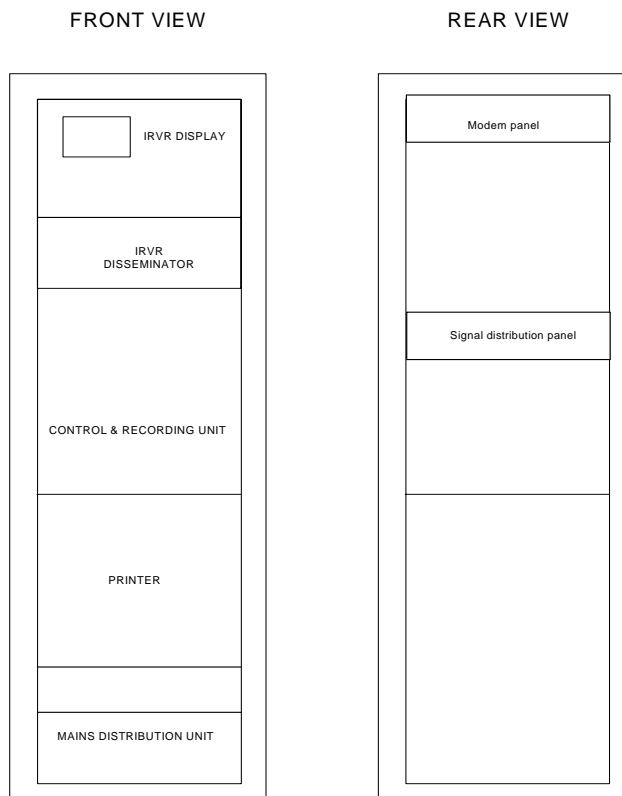 FRONT VIEW
IRVR DISPLAY
IRVR
DISSEMINATOR
CONTROL & RECORDING UNIT
PRINTER
MAINS DISTRIBUTION UNIT
REAR VIEW
Modem panel
Signal distribution panel